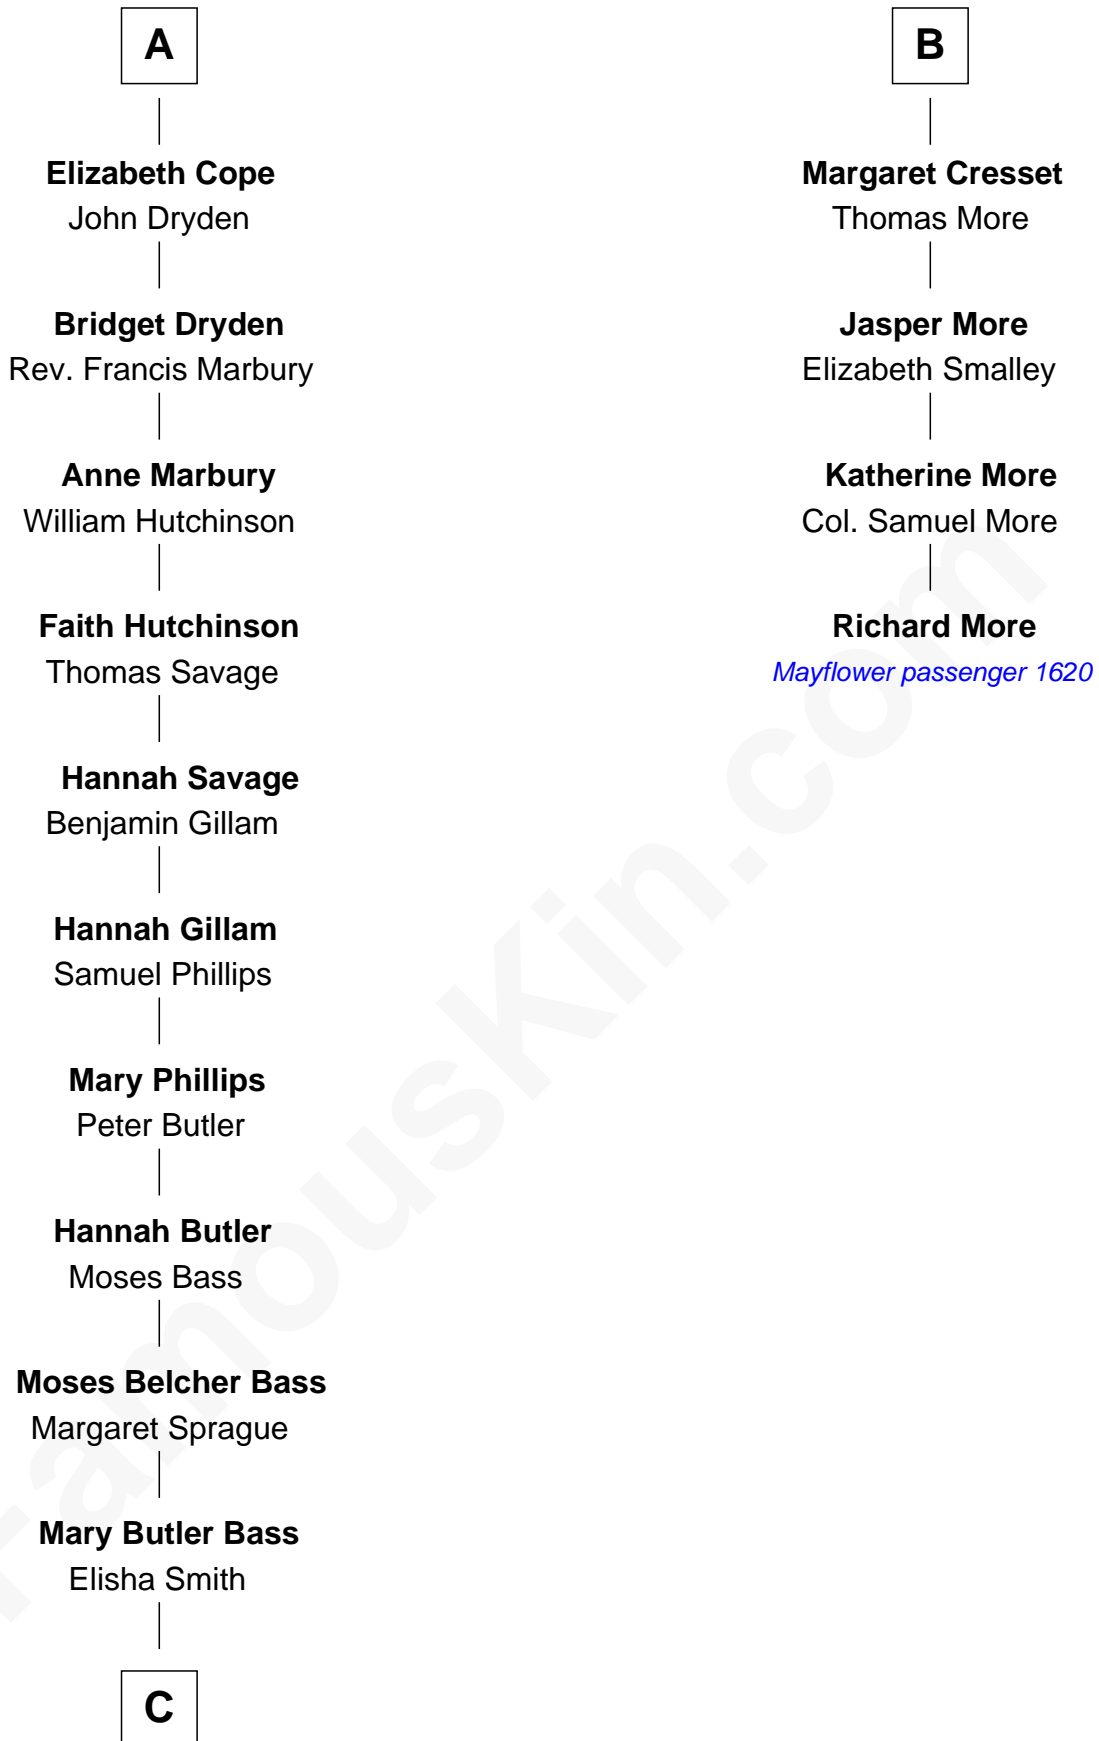 A
Elizabeth Cope
John Dryden
Bridget Dryden
Rev. Francis Marbury
Anne Marbury
William Hutchinson
Faith Hutchinson
Thomas Savage
Hannah Savage
Benjamin Gillam
Hannah Gillam
Samuel Phillips
Mary Phillips
Peter Butler
Hannah Butler
Moses Bass
Moses Belcher Bass
Margaret Sprague
Mary Butler Bass
Elisha Smith
C
B
Margaret Cresset
Thomas More
Jasper More
Elizabeth Smalley
Katherine More
Col. Samuel More
Richard More
Mayflower passenger 1620
FamousKin.com